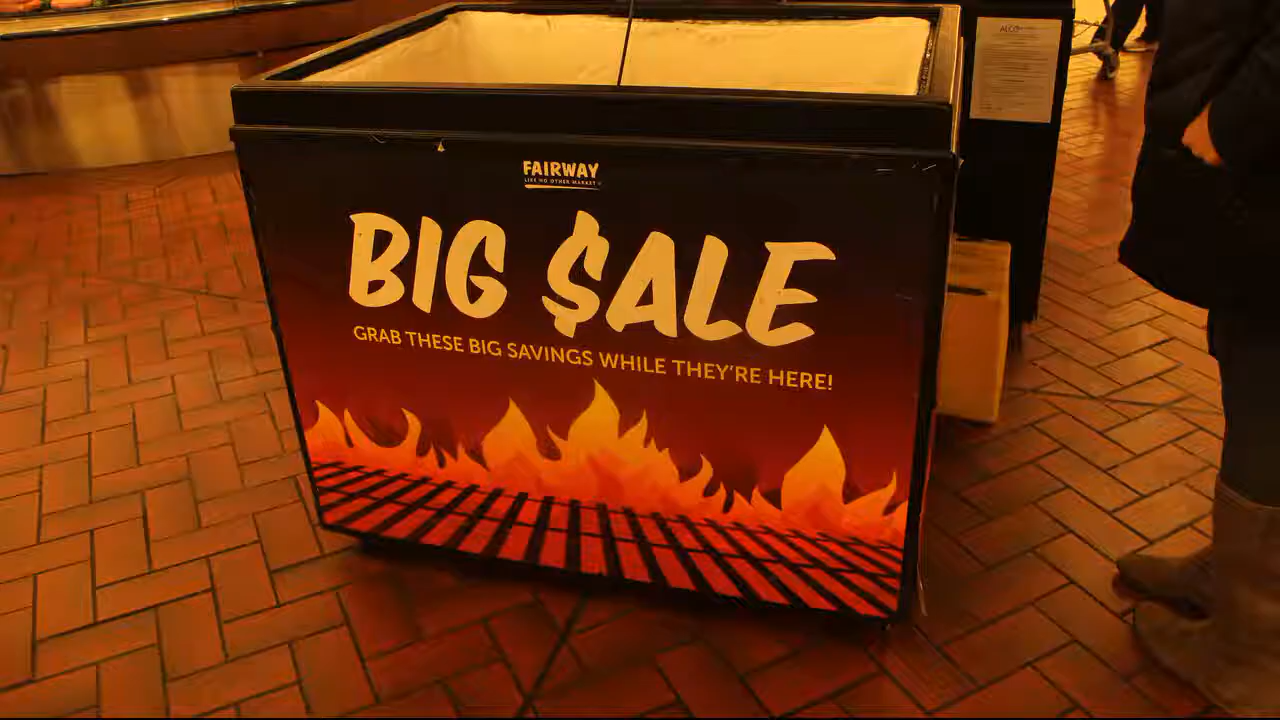 FAIRWAY
LIKE NO OTHER MARKET
BIG $ALE
GRAB THESE BIG SAVINGS WHILE THEY'RE HERE!